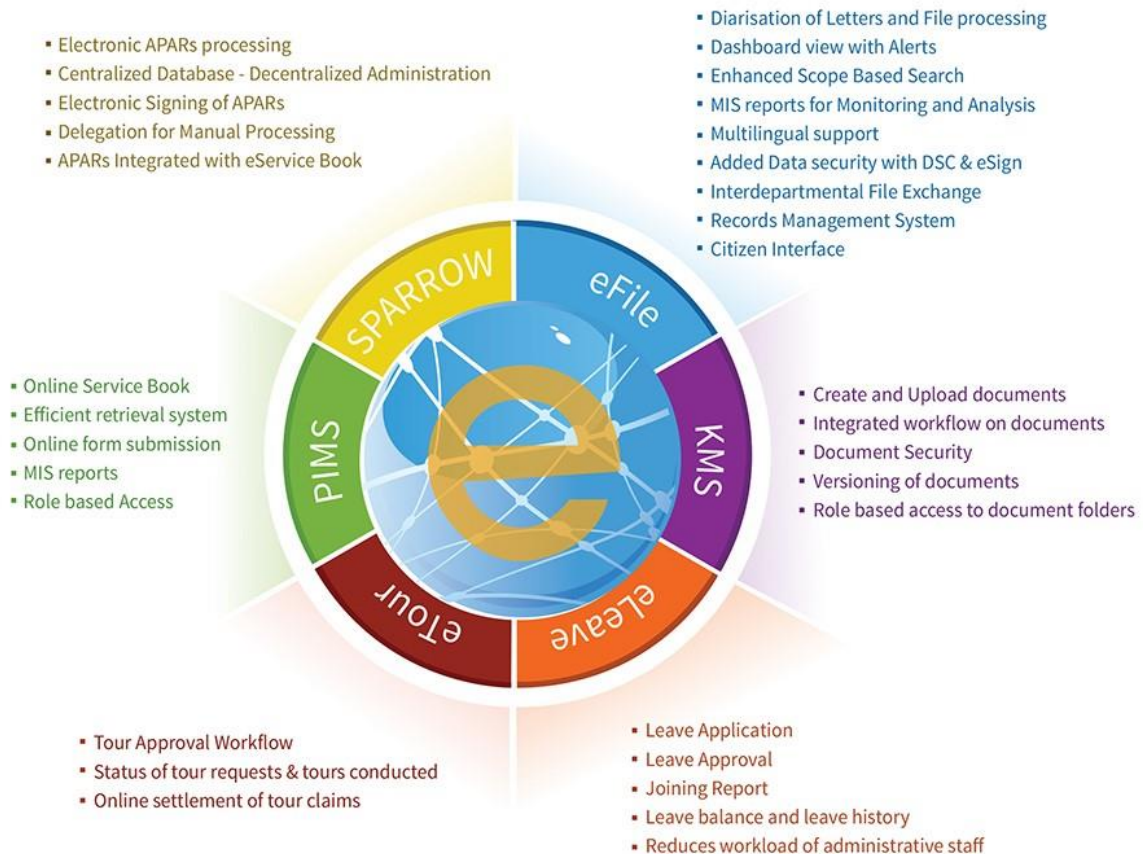 ▪ Electronic APARs processing
▪ Centralized Database - Decentralized Administration
▪ Electronic Signing of APARs
▪ Delegation for Manual Processing
▪ APARs Integrated with eService Book
▪ Diarisation of Letters and File processing
▪ Dashboard view with Alerts
▪ Enhanced Scope Based Search
▪ MIS reports for Monitoring and Analysis
▪ Multilingual support
▪ Added Data security with DSC & eSign
▪ Interdepartmental File Exchange
▪ Records Management System
▪ Citizen Interface
SPARROW
eFile
▪ Online Service Book
▪ Efficient retrieval system
▪ Online form submission
▪ MIS reports
▪ Role based Access
PIMS
e
KMS
▪ Create and Upload documents
▪ Integrated workflow on documents
▪ Document Security
▪ Versioning of documents
▪ Role based access to document folders
eTour
eLeave
▪ Tour Approval Workflow
▪ Status of tour requests & tours conducted
▪ Online settlement of tour claims
▪ Leave Application
▪ Leave Approval
▪ Joining Report
▪ Leave balance and leave history
▪ Reduces workload of administrative staff